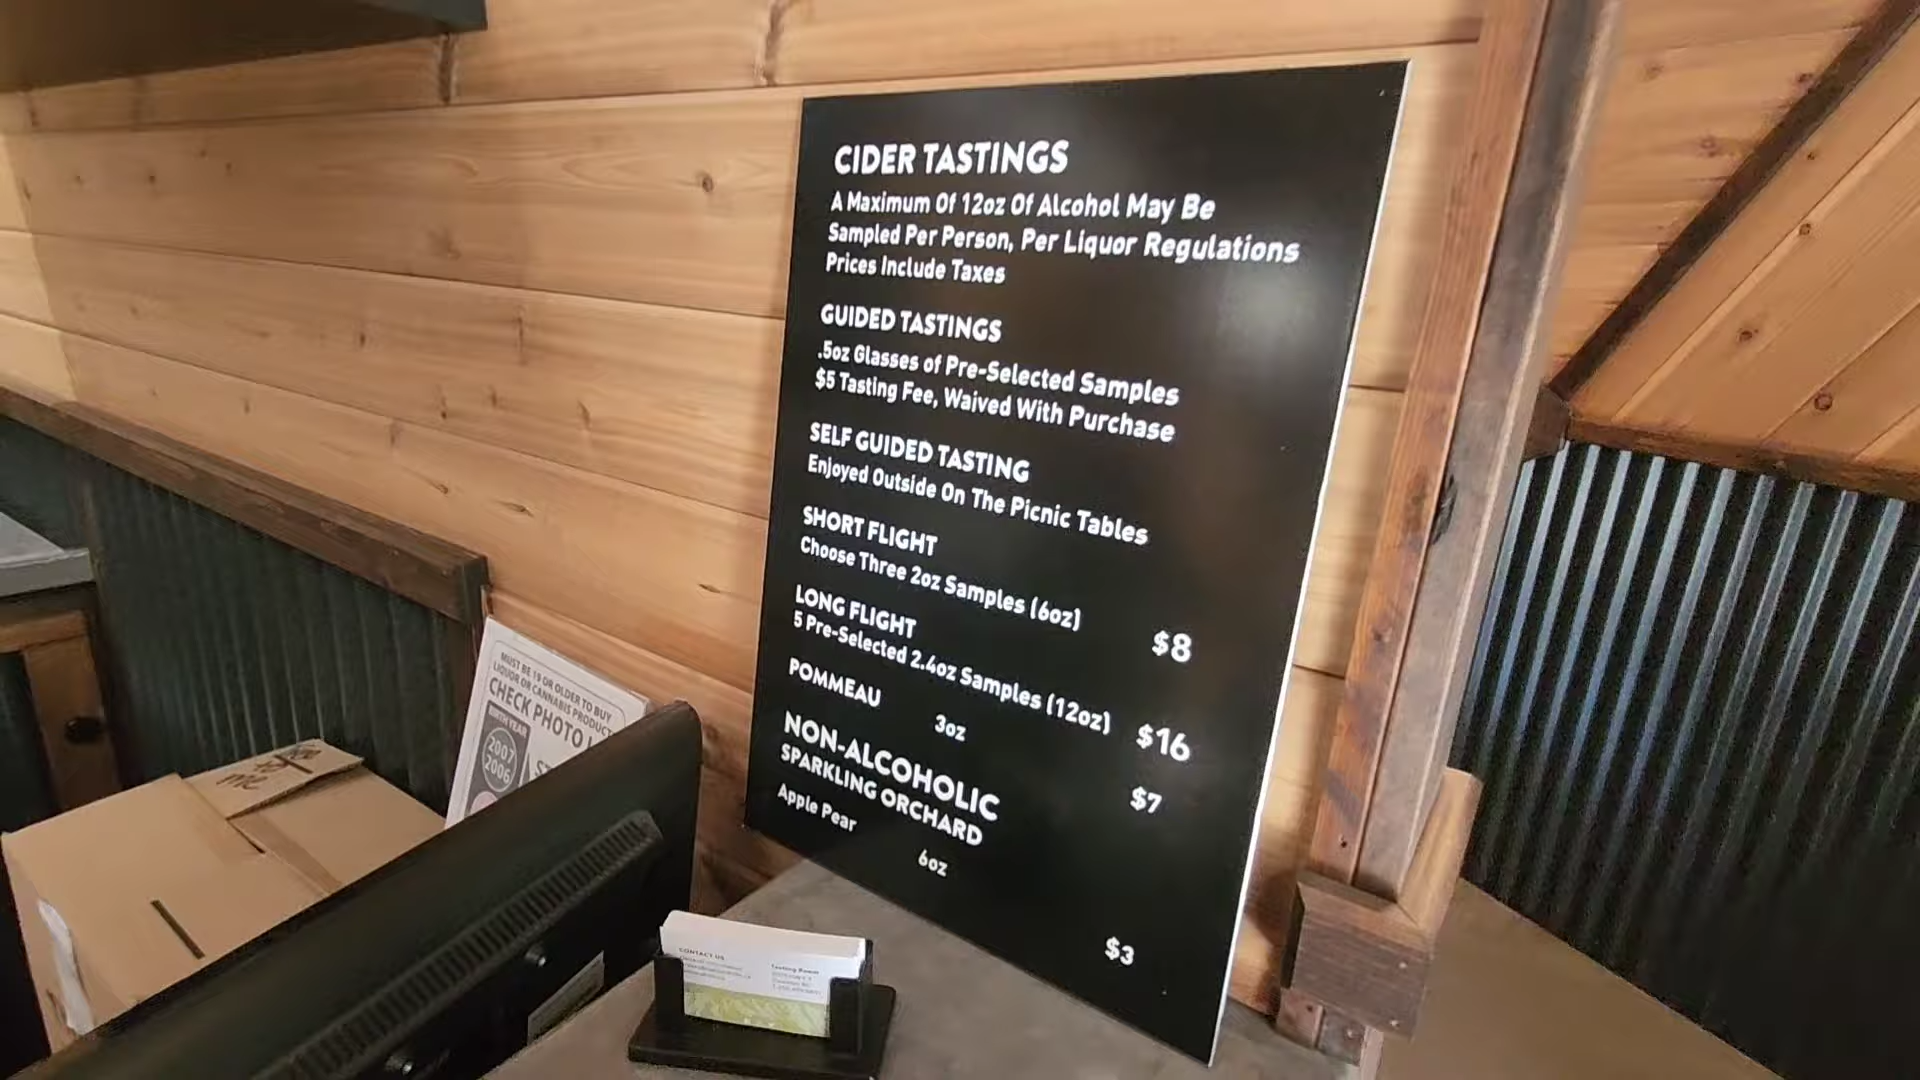 CIDER TASTINGS
A Maximum Of 12oz Of Alcohol May Be
Sampled Per Person, Per Liquor Regulations
Prices Include Taxes
GUIDED TASTINGS
.5oz Glasses of Pre-Selected Samples
$5 Tasting Fee, Waived With Purchase
SELF GUIDED TASTING
Enjoyed Outside On The Picnic Tables
SHORT FLIGHT
Choose Three 2oz Samples (6oz) $8
LONG FLIGHT
5 Pre-Selected 2.4oz Samples (12oz) $16
POMMEAU 3oz $7
NON-ALCOHOLIC
SPARKLING ORCHARD
Apple Pear 6oz $3
MUST BE 19 OR OLDER TO BUY
LIQUOR OR CANNABIS PRODUCT
CHECK PHOTO
2007
2006
me
CONTACT US
Tasting Room